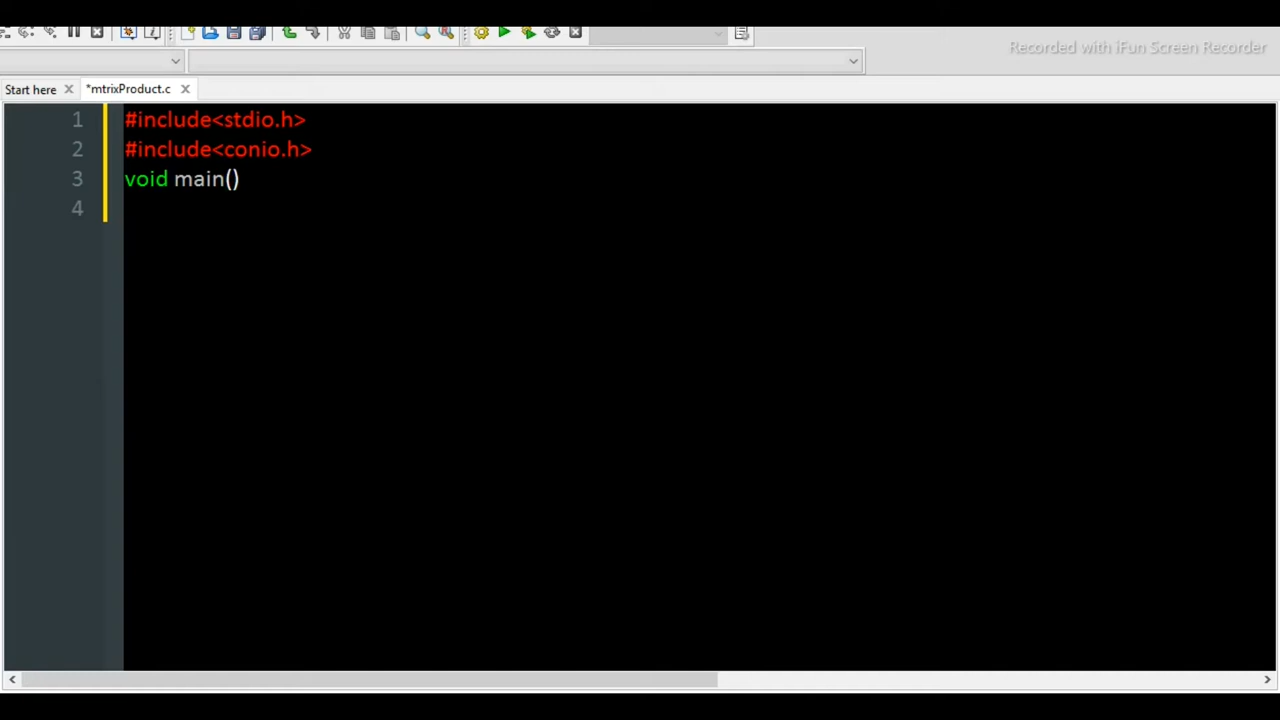 Recorded with iFun Screen Recorder
Start here
*mtrixProduct.c
1 #include<stdio.h>
2 #include<conio.h>
3 void main()
4